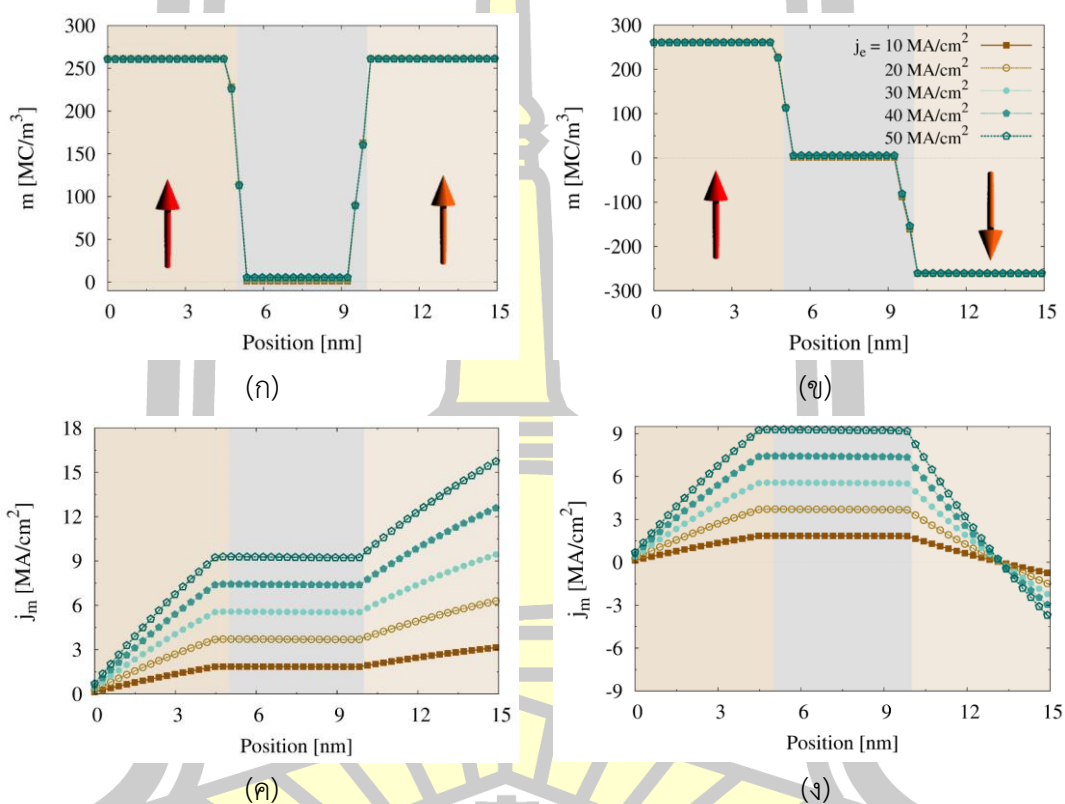 300
250
200
150
100
50
0
m [MC/m³]
0 3 6 9 12 15
Position [nm]
(ก)
300
200
100
0
-100
-200
-300
m [MC/m³]
j_e = 10 MA/cm²
20 MA/cm²
30 MA/cm²
40 MA/cm²
50 MA/cm²
0 3 6 9 12 15
Position [nm]
(ข)
18
15
12
9
6
3
0
j_m [MA/cm²]
0 3 6 9 12 15
Position [nm]
(ค)
9
6
3
0
-3
-6
-9
j_m [MA/cm²]
0 3 6 9 12 15
Position [nm]
(ง)